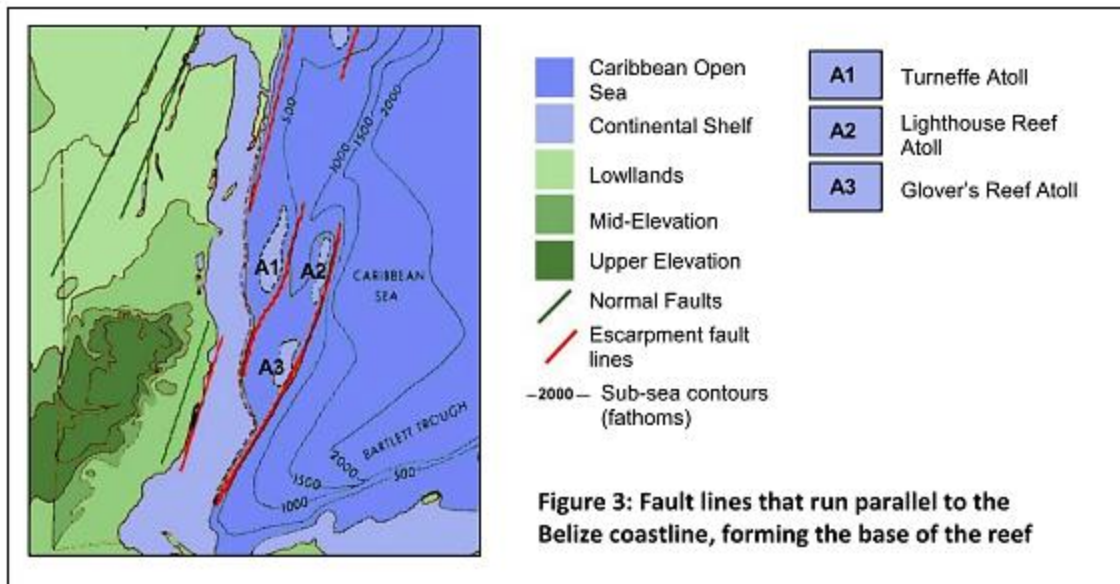 500
1000
1500
2000
A1
A2
CARIBBEAN
SEA
A3
BARTLETT TROUGH
2000
1500
1000
500
Caribbean Open
Sea
Continental Shelf
Lowllands
Mid-Elevation
Upper Elevation
Normal Faults
Escarpment fault
lines
–2000— Sub-sea contours
(fathoms)
A1 Turneffe Atoll
A2 Lighthouse Reef
Atoll
A3 Glover's Reef Atoll
Figure 3: Fault lines that run parallel to the
Belize coastline, forming the base of the reef